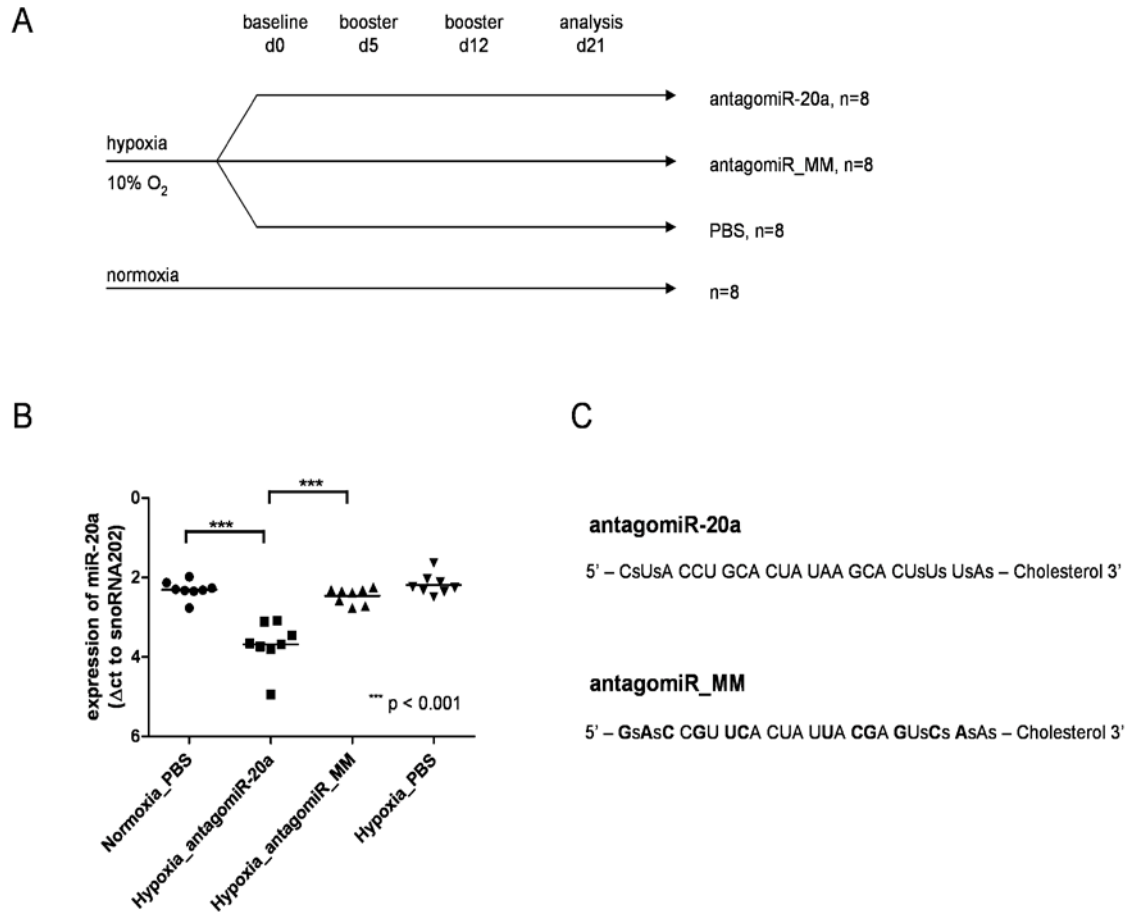 A
baseline booster booster analysis
d0 d5 d12 d21
antagomiR-20a, n=8
hypoxia
antagomiR_MM, n=8
10% O2
PBS, n=8
normoxia
n=8
B
expression of miR-20a
(Δct to snoRNA202)
0
2
4
6
***
***
*** p < 0.001
Normoxia_PBS
Hypoxia_antagomiR-20a
Hypoxia_antagomiR_MM
Hypoxia_PBS
C
antagomiR-20a
5' – CsUsA CCU GCA CUA UAA GCA CUsUs UsAs – Cholesterol 3'
antagomiR_MM
5' – GsAsC CGU UCA CUA UUA CGA GUsCs AsAs – Cholesterol 3'